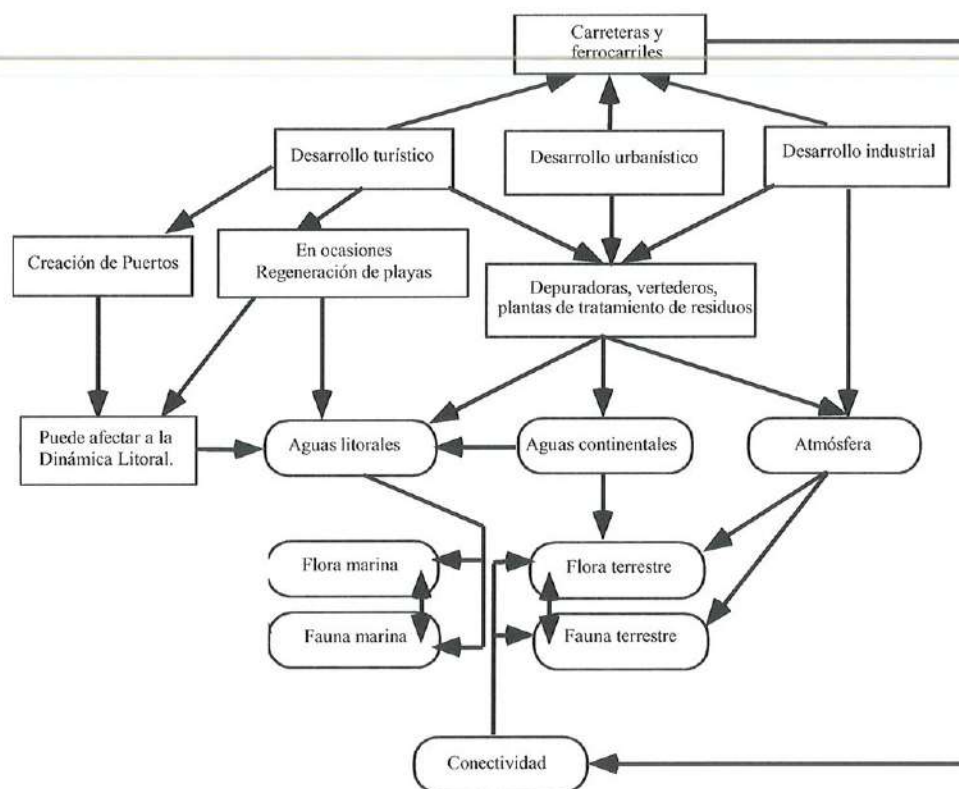 Carreteras y
ferrocarriles
Desarrollo turístico
Desarrollo urbanístico
Desarrollo industrial
Creación de Puertos
En ocasiones
Regeneración de playas
Depuradoras, vertederos,
plantas de tratamiento de residuos
Puede afectar a la
Dinámica Litoral.
Aguas litorales
Aguas continentales
Atmósfera
Flora marina
Flora terrestre
Fauna marina
Fauna terrestre
Conectividad